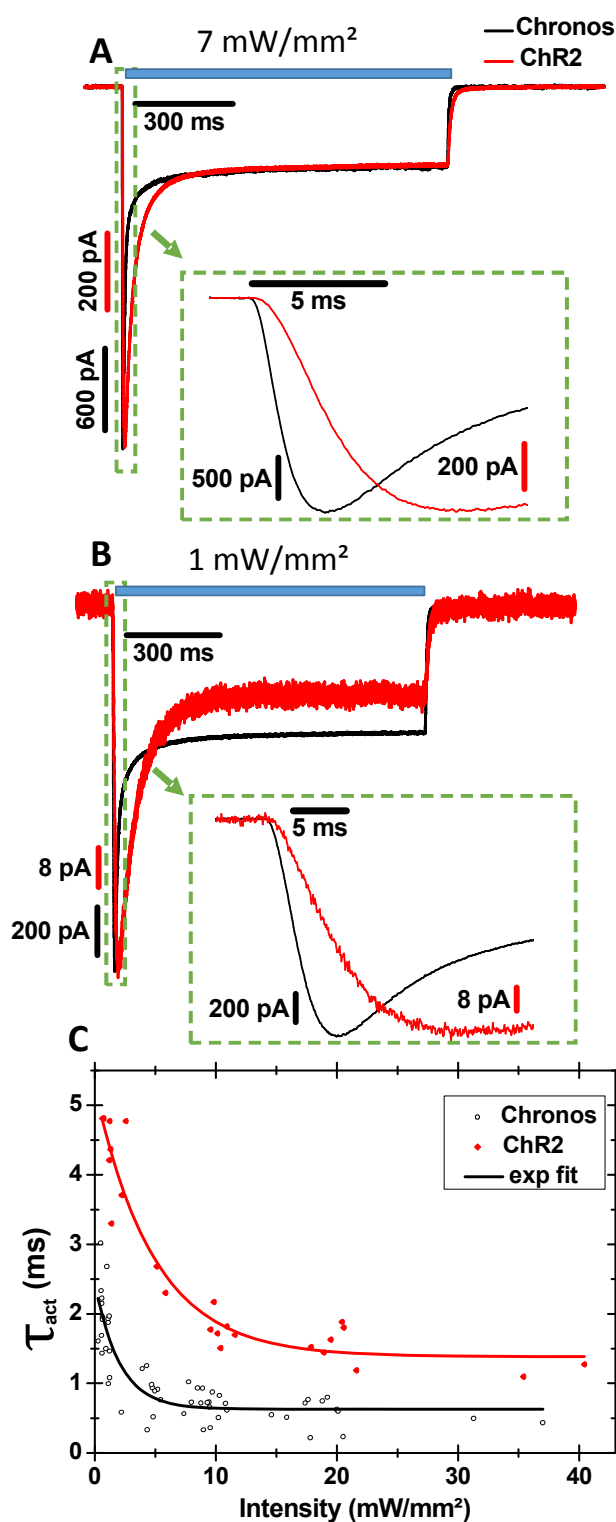 A
7 mW/mm²
Chronos
ChR2
300 ms
200 pA
600 pA
5 ms
500 pA
200 pA
B
1 mW/mm²
300 ms
8 pA
200 pA
5 ms
200 pA
8 pA
C
Chronos
ChR2
exp fit
5
4
3
2
1
0
τact (ms)
0
10
20
30
40
Intensity (mW/mm²)